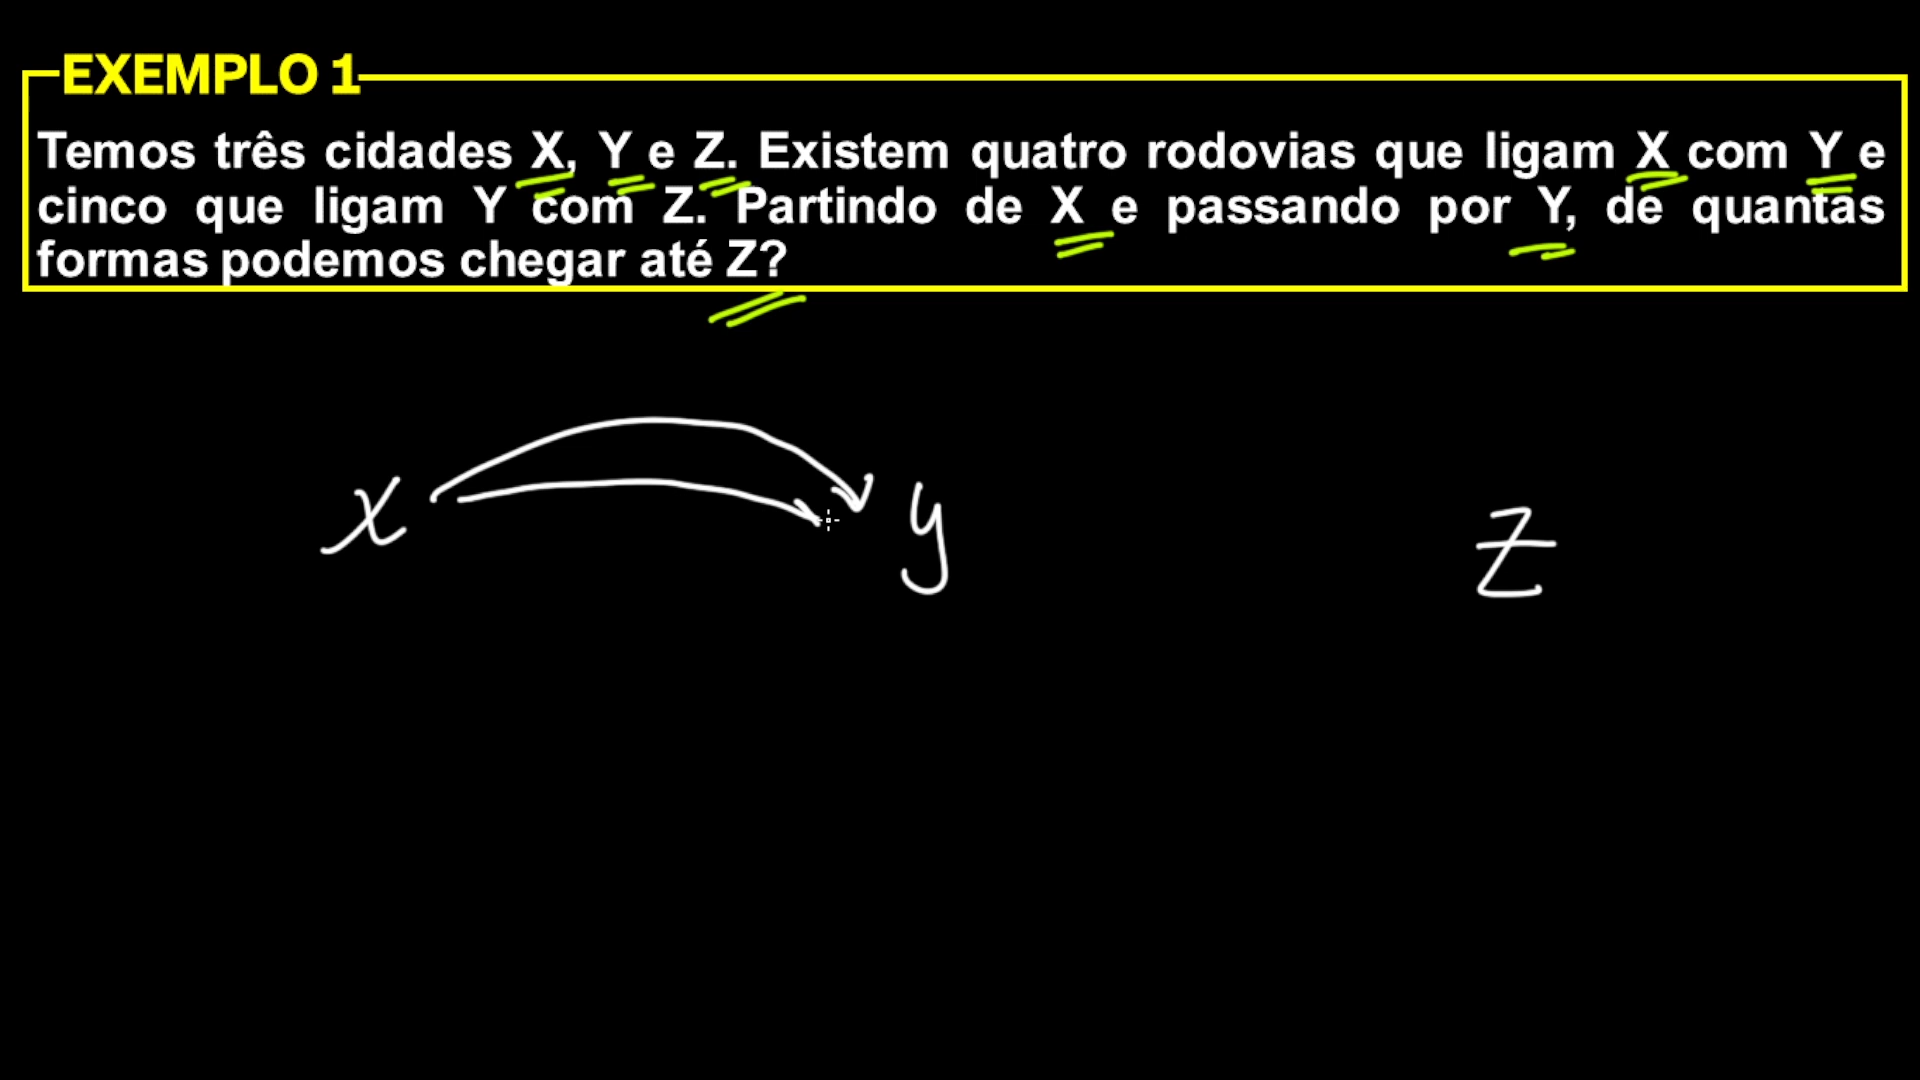 EXEMPLO 1
Temos três cidades X, Y e Z. Existem quatro rodovias que ligam X com Y e
cinco que ligam Y com Z. Partindo de X e passando por Y, de quantas
formas podemos chegar até Z?
x y z